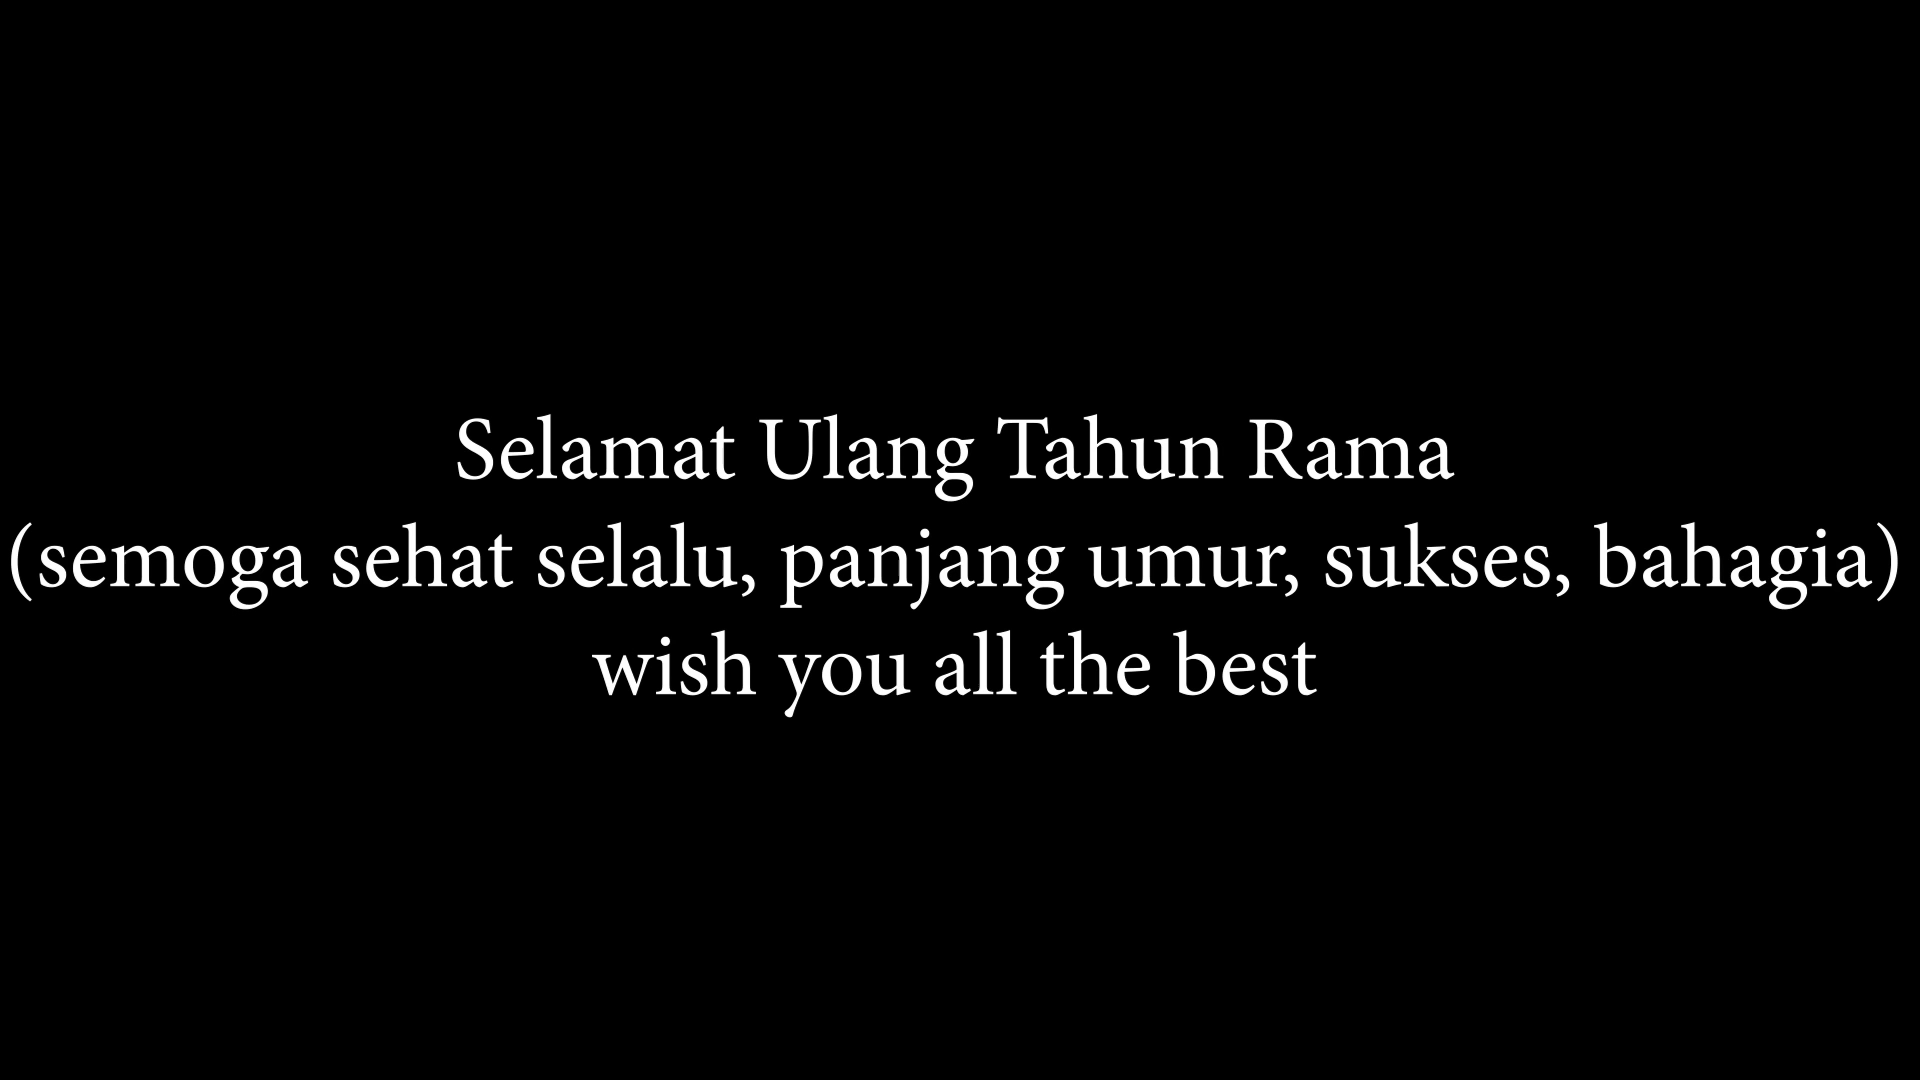 Selamat Ulang Tahun Rama
(semoga sehat selalu, panjang umur, sukses, bahagia)
wish you all the best